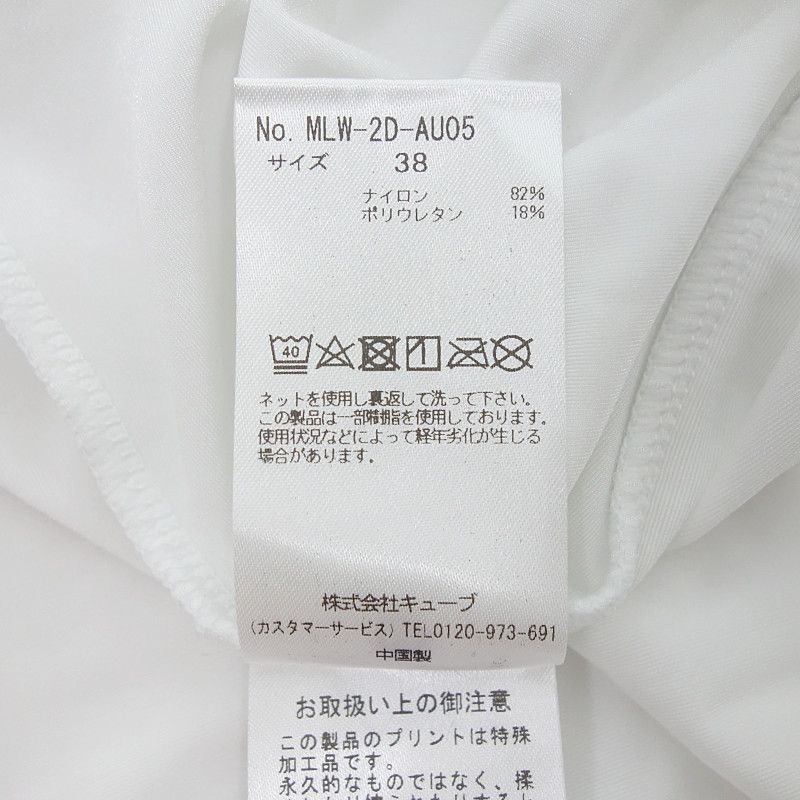 No. MLW-2D-AU05
サイズ 38
ナイロン 82%
ポリウレタン 18%
40
ネットを使用し裏返して洗って下さい。
この製品は一部樹脂を使用しております。
使用状況などによって経年劣化が生じる
場合があります。
株式会社キューブ
(カスタマーサービス) TEL0120-973-691
中国製
お取扱い上の御注意
この製品のプリントは特殊
加工品です。
永久的なものではなく、揉